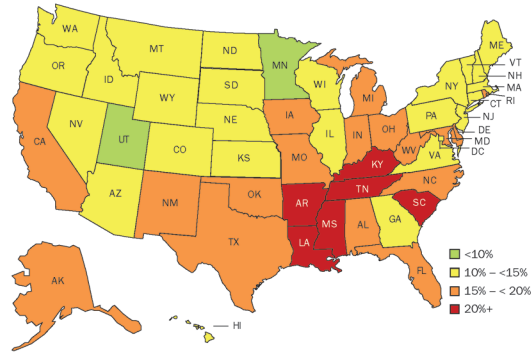 WA
ME
MT
ND
MN
VT
OR
NH
ID
WI
NY
MA
SD
WY
MI
RI
CT
IA
PA
NJ
NE
NV
OH
IL
IN
DE
UT
MD
CA
CO
WV
VA
DC
KS
MO
KY
NC
TN
AZ
OK
NM
AR
SC
MS
AL
GA
TX
LA
<10%
AK
10% – <15%
FL
15% – < 20%
20%+
HI